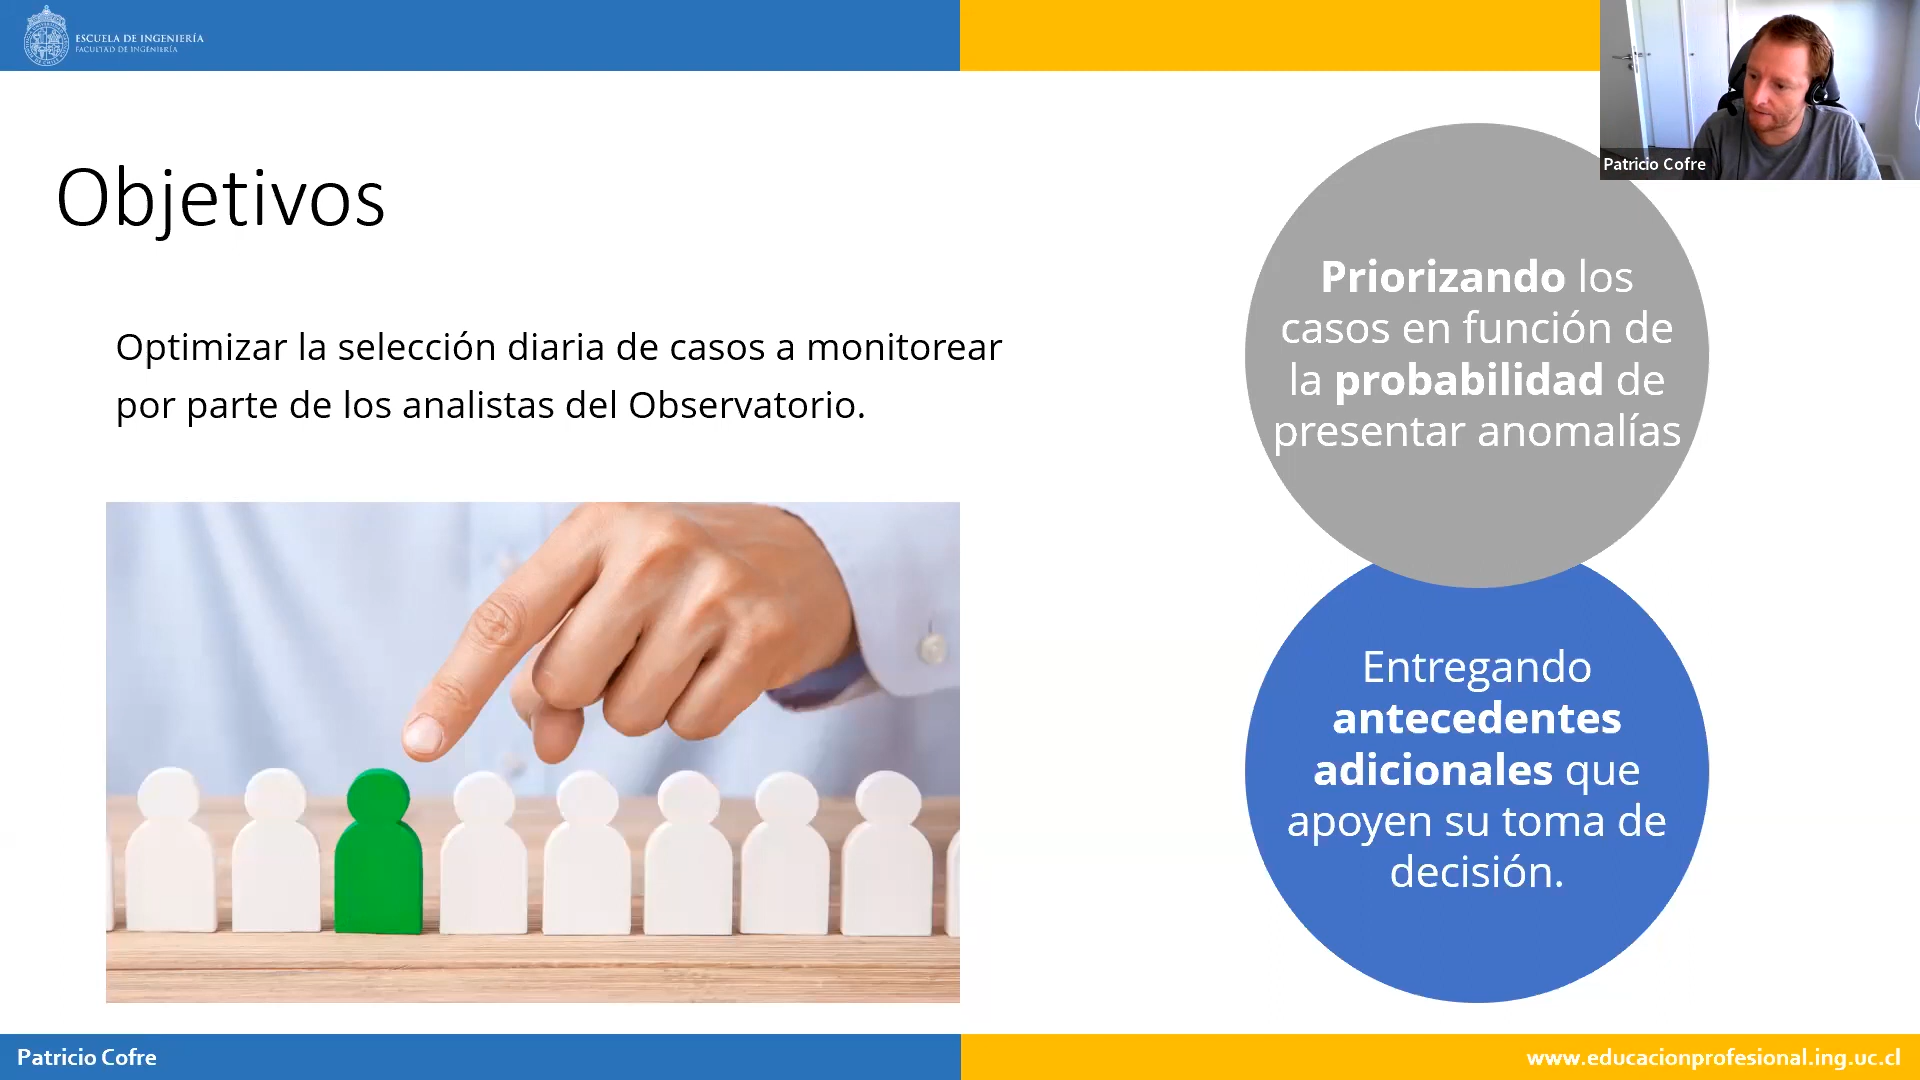 ESCUELA DE INGENIERÍA
FACULTAD DE INGENIERÍA
Patricio Cofre
Objetivos
Optimizar la selección diaria de casos a monitorear
por parte de los analistas del Observatorio.
Priorizando los
casos en función de
la probabilidad de
presentar anomalías
Entregando
antecedentes
adicionales que
apoyen su toma de
decisión.
Patricio Cofre
www.educacionprofesional.ing.uc.cl